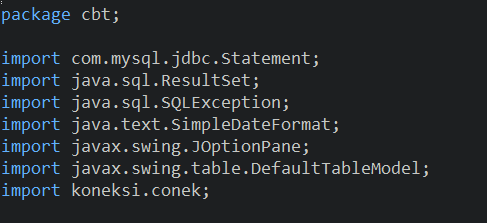 package cbt;
import com.mysql.jdbc.Statement;
import java.sql.ResultSet;
import java.sql.SQLException;
import java.text.SimpleDateFormat;
import javax.swing.JOptionPane;
import javax.swing.table.DefaultTableModel;
import koneksi.conek;